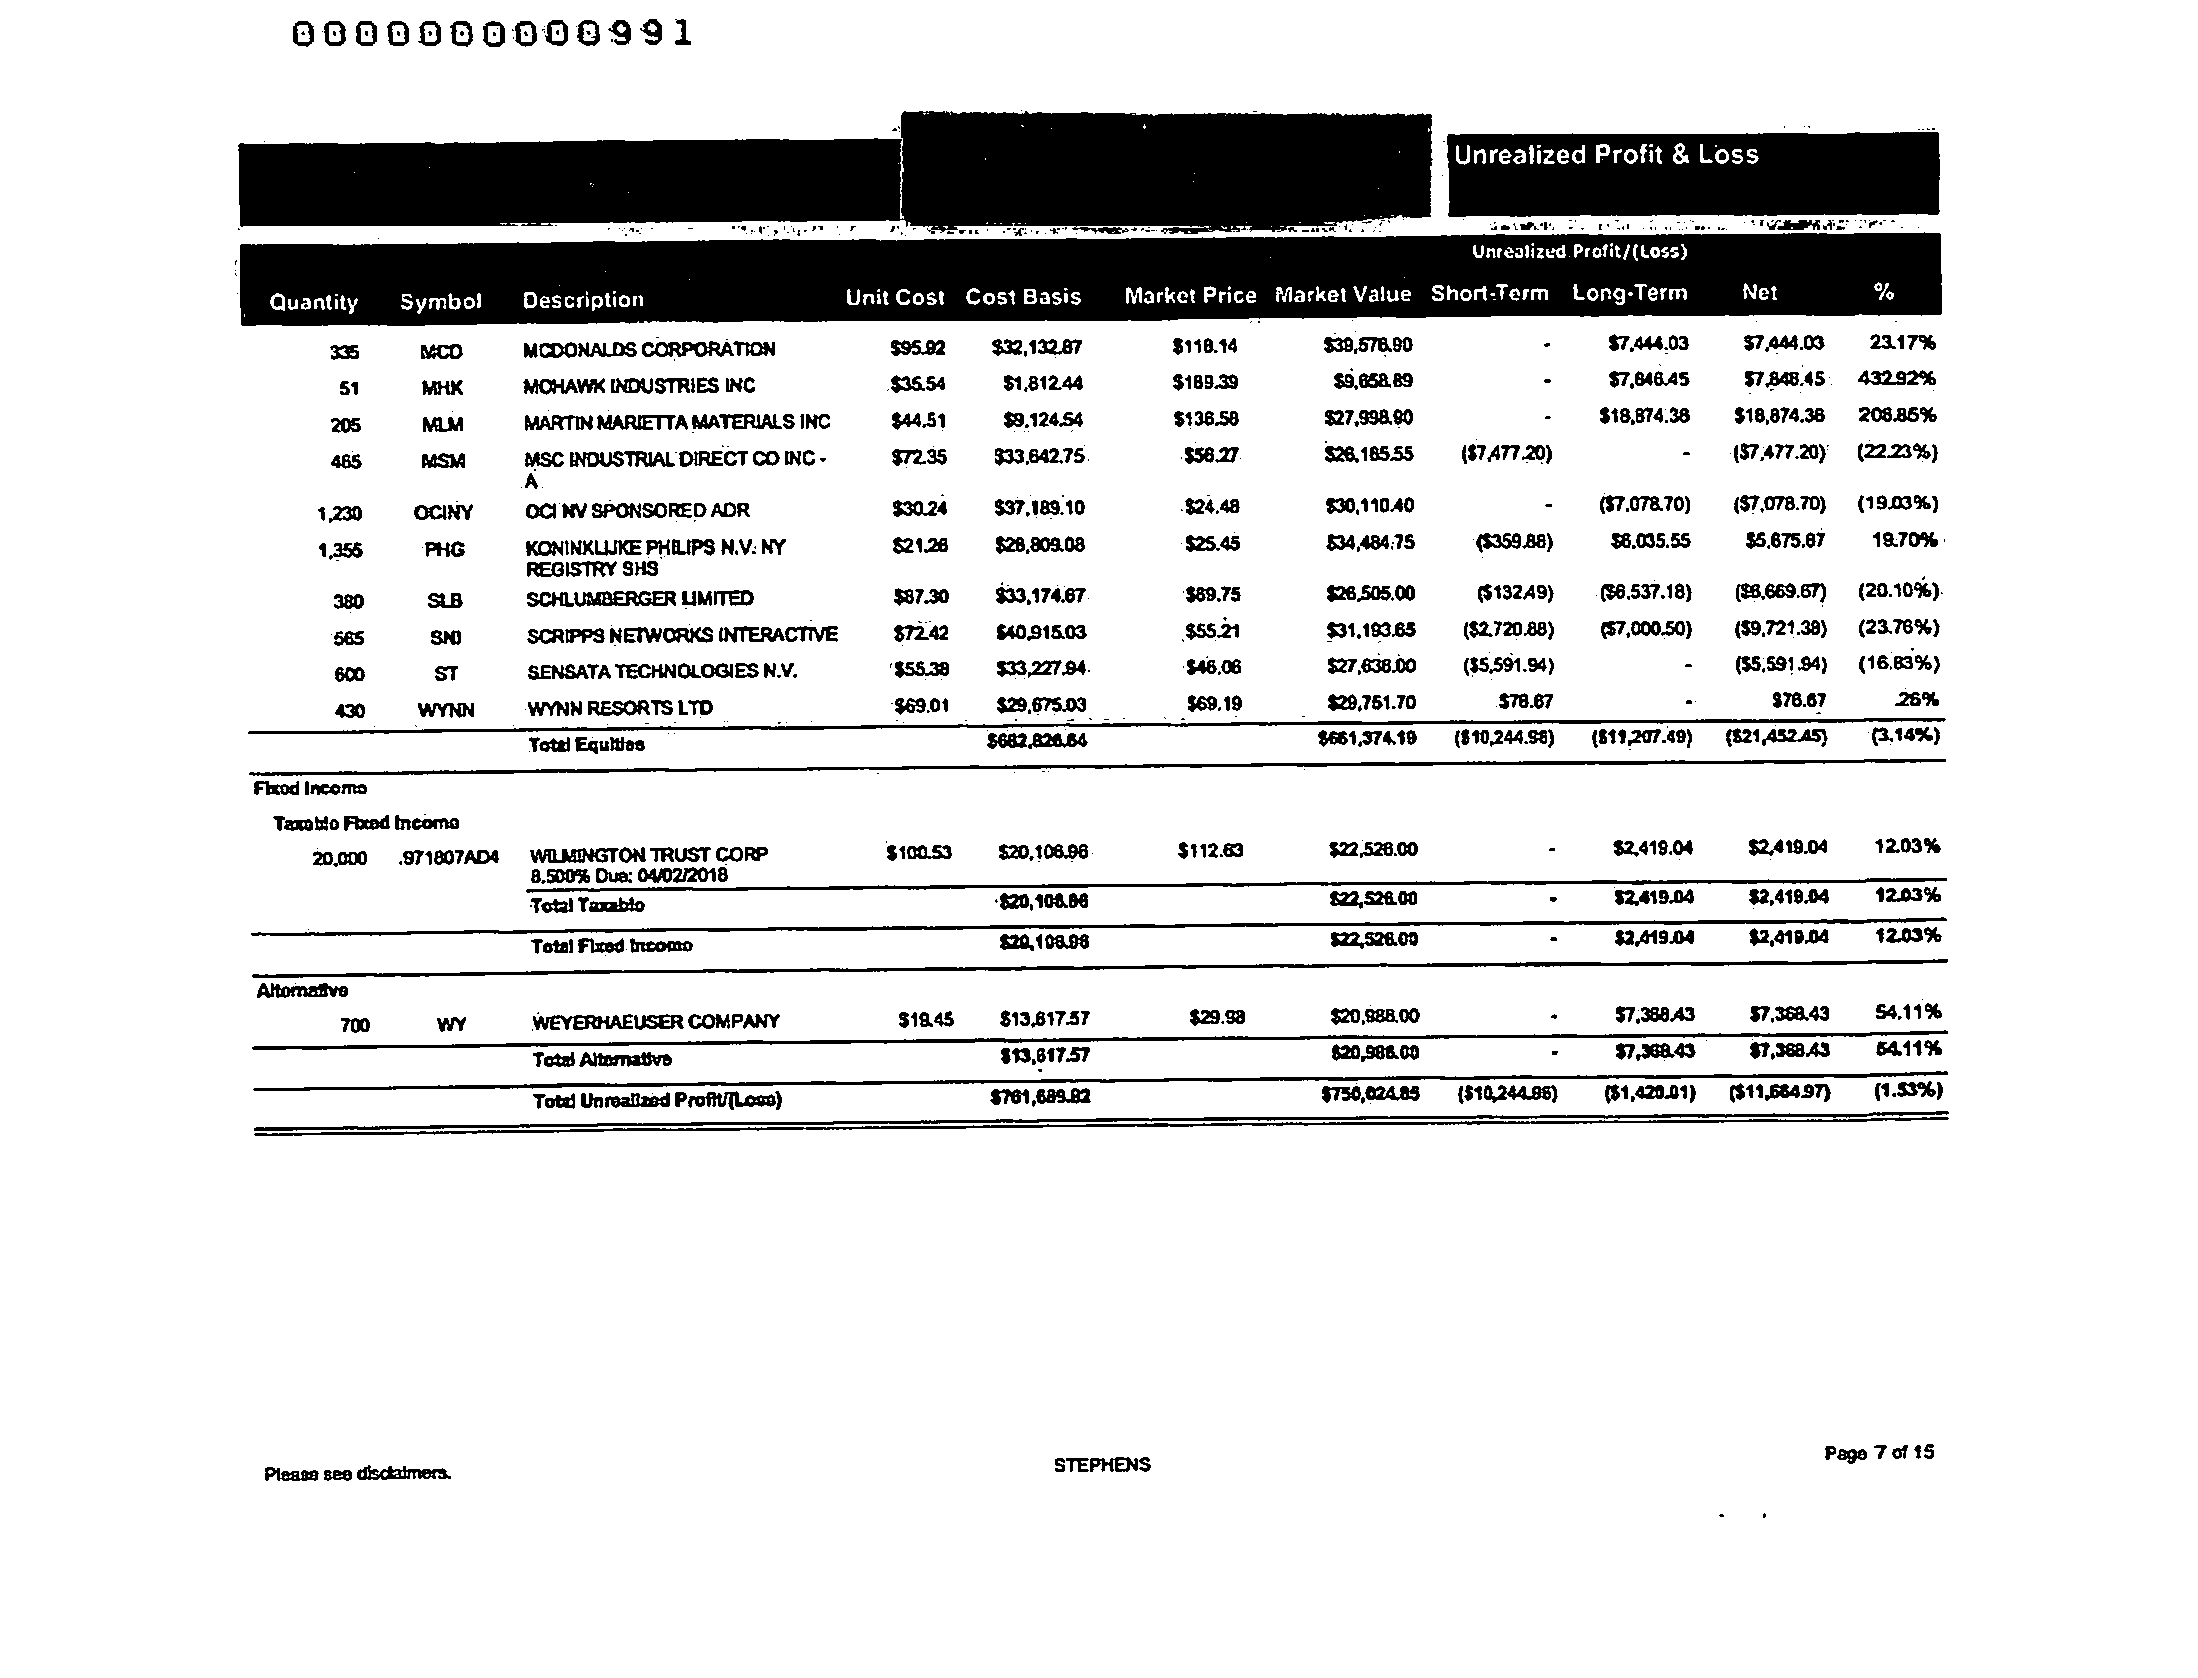 0000000000991
Unrealized Profit & Loss
Unrealized Profit/(Loss)
Quantity Symbol Description Unit Cost Cost Basis Market Price Market Value Short-Term Long-Term Net %
335 MCD MCDONALDS CORPORATION $95.92 $32,132.87 $118.14 $39,576.90 - $7,444.03 $7,444.03 23.17%
51 MHK MOHAWK INDUSTRIES INC $35.54 $1,812.44 $189.39 $9,658.89 - $7,846.45 $7,846.45 432.92%
205 MLM MARTIN MARIETTA MATERIALS INC $44.51 $9,124.54 $136.58 $27,998.90 - $18,874.36 $18,874.36 206.85%
465 MSM MSC INDUSTRIAL DIRECT CO INC - $72.35 $33,642.75 $56.27 $26,165.55 ($7,477.20) - ($7,477.20) (22.23%)
A
1,230 OCINY OCI NV SPONSORED ADR $30.24 $37,189.10 $24.48 $30,110.40 - ($7,078.70) ($7,078.70) (19.03%)
1,355 PHG KONINKLIJKE PHILIPS N.V. NY $21.26 $28,809.08 $25.45 $34,484.75 ($359.88) $6,035.55 $5,675.67 19.70%
REGISTRY SHS
380 SLB SCHLUMBERGER LIMITED $87.30 $33,174.67 $69.75 $26,505.00 ($132.49) ($6,537.18) ($6,669.67) (20.10%)
565 SNI SCRIPPS NETWORKS INTERACTIVE $72.42 $40,915.03 $55.21 $31,193.65 ($2,720.88) ($7,000.50) ($9,721.38) (23.76%)
600 ST SENSATA TECHNOLOGIES N.V. $55.38 $33,227.94 $46.06 $27,636.00 ($5,591.94) - ($5,591.94) (16.83%)
430 WYNN WYNN RESORTS LTD $69.01 $29,675.03 $69.19 $29,751.70 $76.67 - $76.67 .26%
Total Equities $682,826.64 $661,374.19 ($10,244.96) ($11,207.49) ($21,452.45) (3.14%)
Fixed Income
Taxable Fixed Income
20,000 .971807AD4 WILMINGTON TRUST CORP $100.53 $20,106.96 $112.63 $22,526.00 - $2,419.04 $2,419.04 12.03%
8.500% Due: 04/02/2018
Total Taxable $20,106.96 $22,526.00 - $2,419.04 $2,419.04 12.03%
Total Fixed Income $20,106.96 $22,526.00 - $2,419.04 $2,419.04 12.03%
Alternative
700 WY WEYERHAEUSER COMPANY $19.45 $13,617.57 $29.98 $20,986.00 - $7,368.43 $7,368.43 54.11%
Total Alternative $13,617.57 $20,986.00 - $7,368.43 $7,368.43 54.11%
Total Unrealized Profit/(Loss) $761,689.82 $750,024.85 ($10,244.96) ($1,420.01) ($11,664.97) (1.53%)
Please see disclaimers. STEPHENS Page 7 of 15